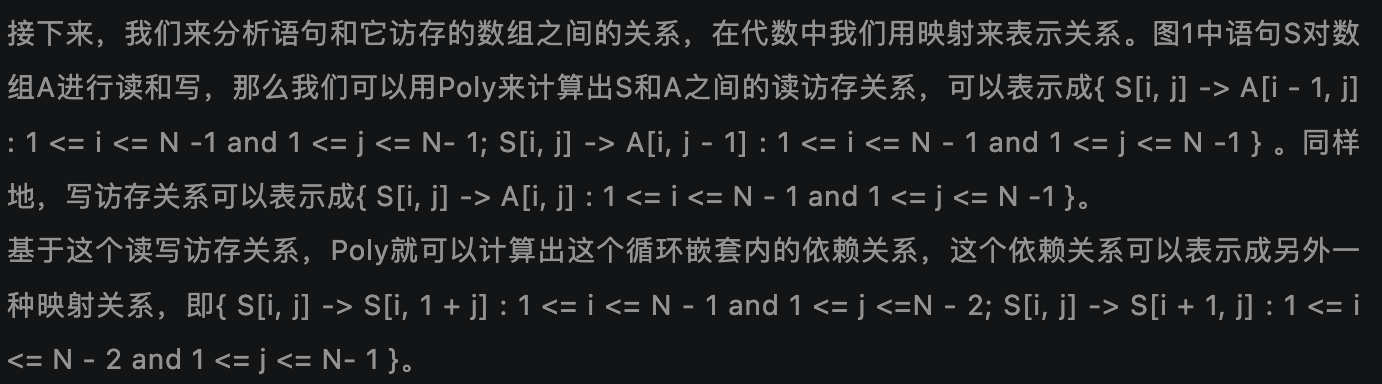 接下来，我们来分析语句和它访存的数组之间的关系，在代数中我们用映射来表示关系。图1中语句S对数
组A进行读和写，那么我们可以用Poly来计算出S和A之间的读访存关系，可以表示成{ S[i, j] -> A[i - 1, j]
: 1 <= i <= N -1 and 1 <= j <= N- 1; S[i, j] -> A[i, j - 1] : 1 <= i <= N - 1 and 1 <= j <= N -1 } 。同样
地，写访存关系可以表示成{ S[i, j] -> A[i, j] : 1 <= i <= N - 1 and 1 <= j <= N -1 }。
基于这个读写访存关系，Poly就可以计算出这个循环嵌套内的依赖关系，这个依赖关系可以表示成另外一
种映射关系，即{ S[i, j] -> S[i, 1 + j] : 1 <= i <= N - 1 and 1 <= j <=N - 2; S[i, j] -> S[i + 1, j] : 1 <= i
<= N - 2 and 1 <= j <= N- 1 }。